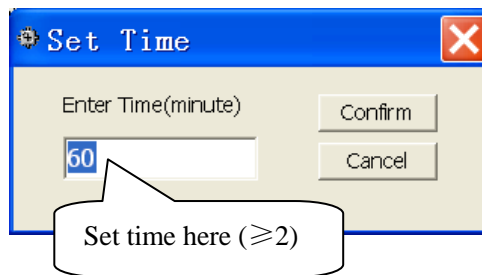 Set Time
Enter Time(minute)
Confirm
60
Cancel
Set time here (≥2)